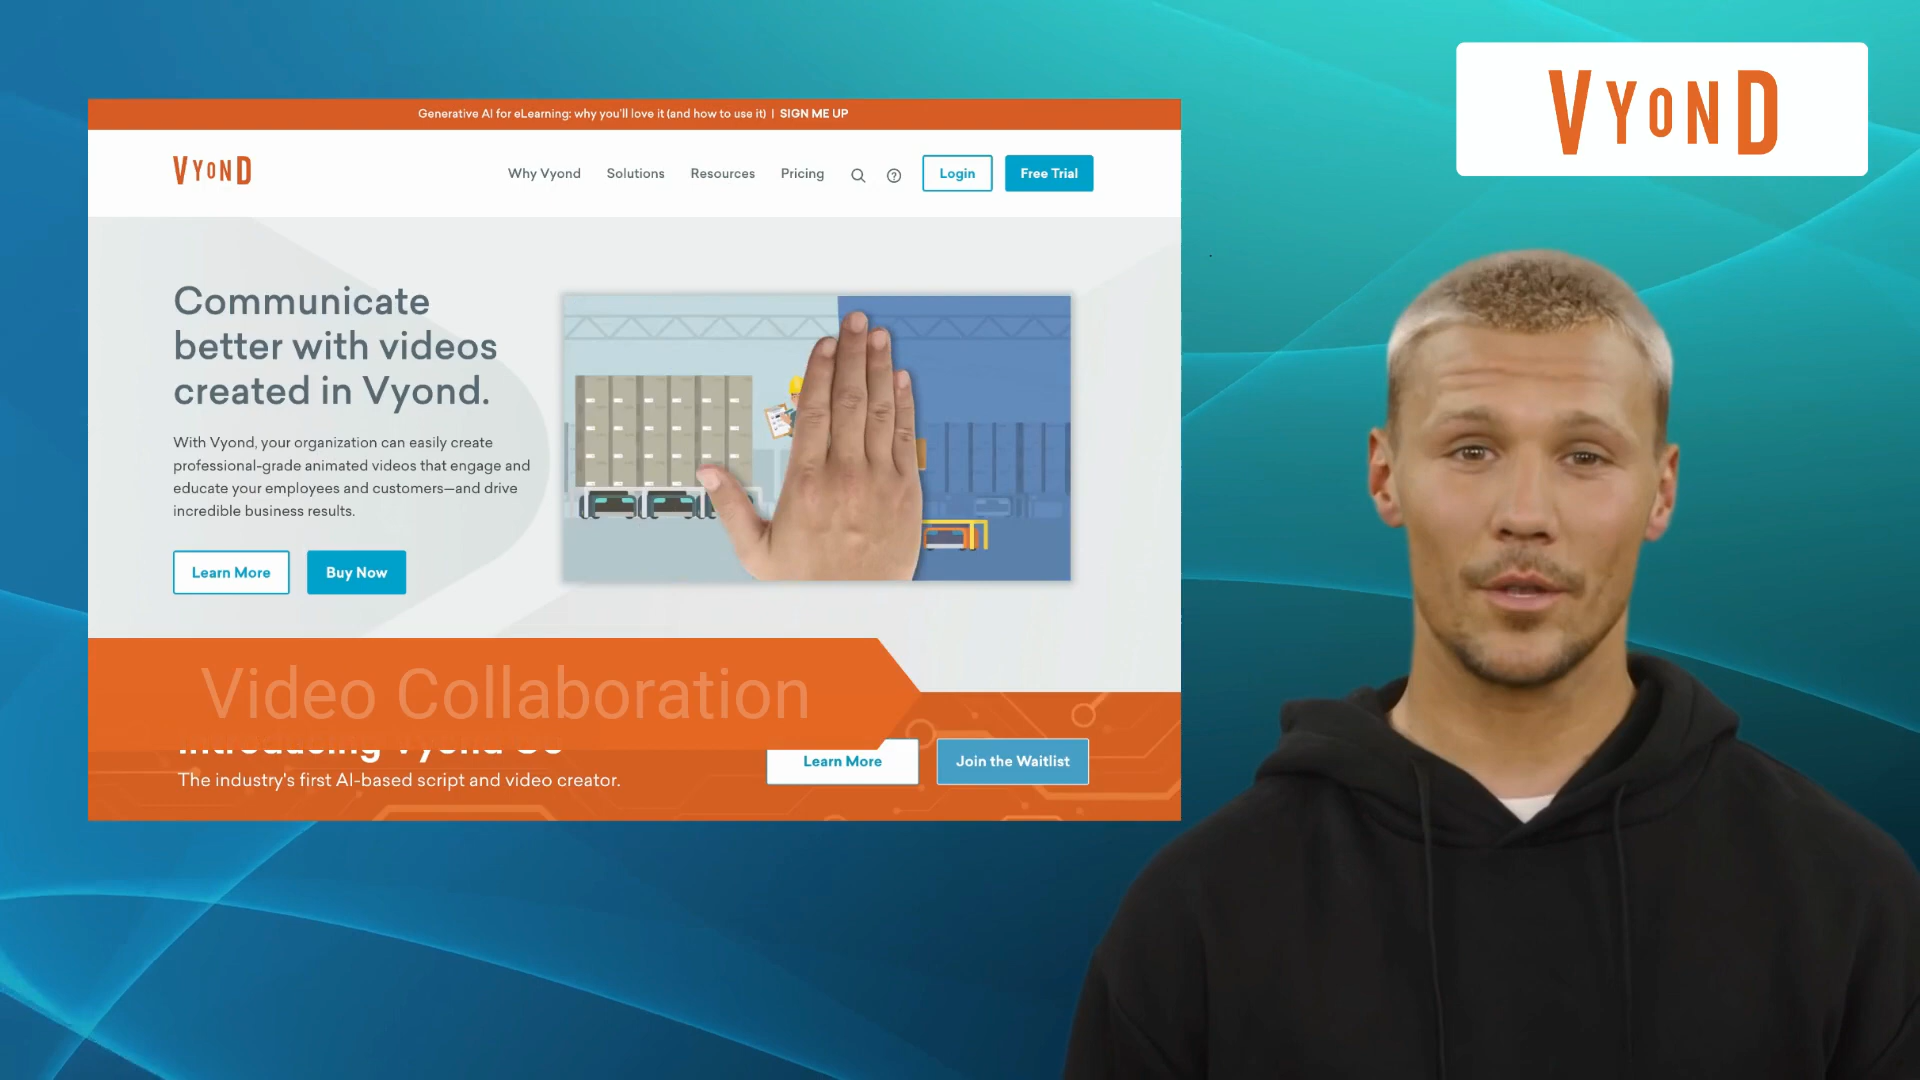 Generative AI for eLearning: why you'll love it (and how to use it) | SIGN ME UP
VYOND
VYOND
Why Vyond Solutions Resources Pricing Login Free Trial
Communicate
better with videos
created in Vyond.
With Vyond, your organization can easily create
professional-grade animated videos that engage and
educate your employees and customers—and drive
incredible business results.
Learn More Buy Now
Video Collaboration
Introducing Vyond Go
The industry's first AI-based script and video creator.
Learn More Join the Waitlist